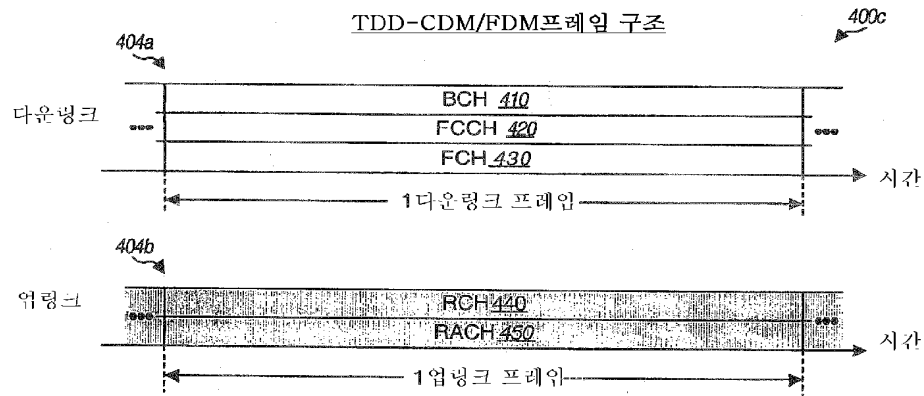 TDD-CDM/FDM프레임 구조
400c
404a
다운링크
BCH 410
FCCH 420
FCH 430
시간
1다운링크 프레임
404b
업링크
RCH 440
RACH 450
시간
1업링크 프레임